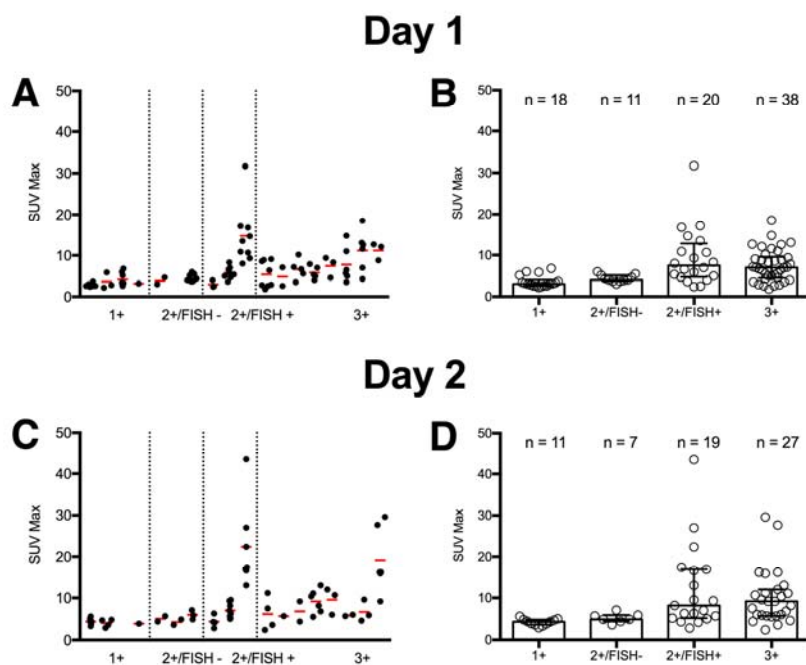 Day 1
A
SUV Max
50
40
30
20
10
0
1+ 2+/FISH - 2+/FISH + 3+
B
SUV Max
50
40
30
20
10
0
n = 18 n = 11 n = 20 n = 38
1+ 2+/FISH- 2+/FISH+ 3+
Day 2
C
SUV Max
50
40
30
20
10
0
1+ 2+/FISH - 2+/FISH + 3+
D
SUV Max
50
40
30
20
10
0
n = 11 n = 7 n = 19 n = 27
1+ 2+/FISH- 2+/FISH+ 3+